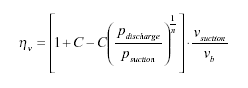 η_v = [1 + C − C (p_discharge / p_suction)^(1/n)] · v_suction / v_b